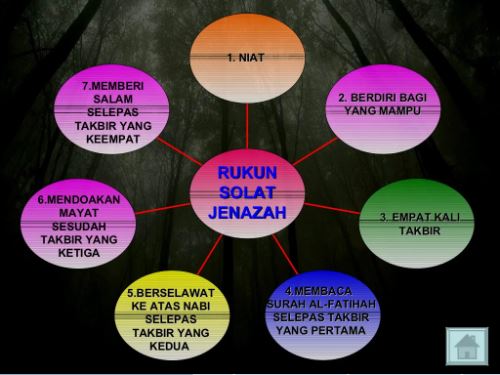 RUKUN
SOLAT
JENAZAH
1. NIAT
2. BERDIRI BAGI
YANG MAMPU
3. EMPAT KALI
TAKBIR
4.MEMBACA
SURAH AL-FATIHAH
SELEPAS TAKBIR
YANG PERTAMA
5.BERSELAWAT
KE ATAS NABI
SELEPAS
TAKBIR YANG
KEDUA
6.MENDOAKAN
MAYAT
SESUDAH
TAKBIR YANG
KETIGA
7.MEMBERI
SALAM
SELEPAS
TAKBIR YANG
KEEMPAT